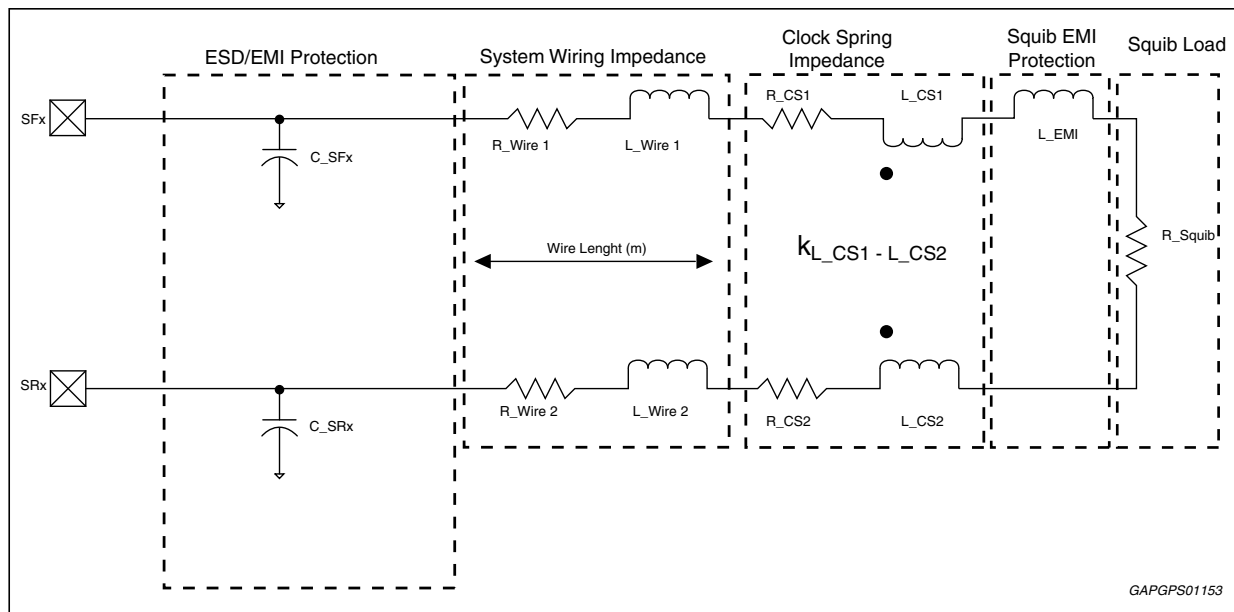 ESD/EMI Protection
System Wiring Impedance
Clock Spring
Impedance
Squib EMI
Protection
Squib Load
SFx
C_SFx
R_Wire 1
L_Wire 1
R_CS1
L_CS1
L_EMI
Wire Lenght (m)
kL_CS1 - L_CS2
R_Squib
SRx
C_SRx
R_Wire 2
L_Wire 2
R_CS2
L_CS2
GAPGPS01153